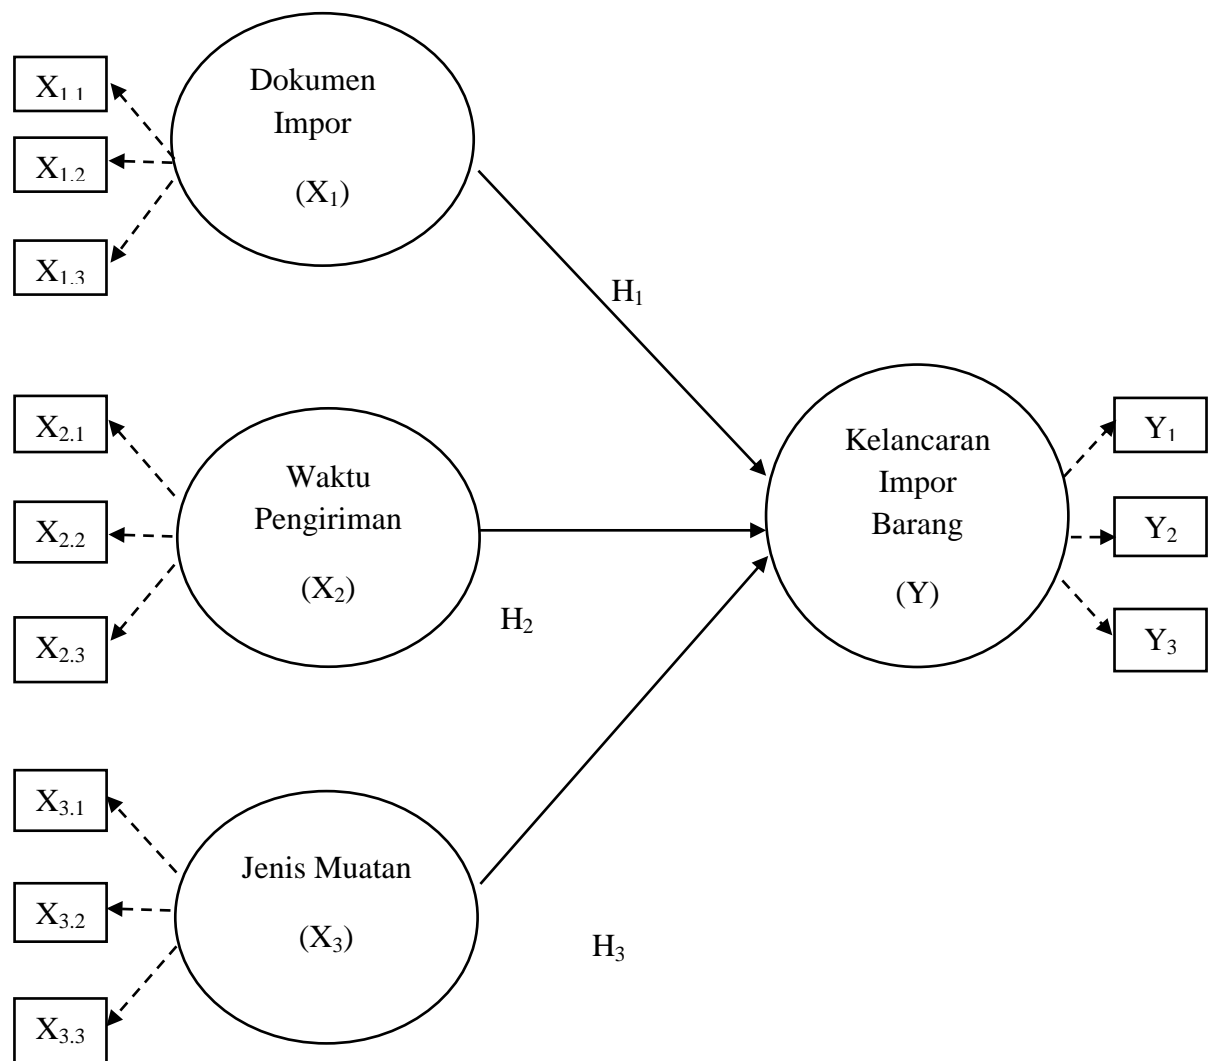 X1.1
X1.2
X1.3
Dokumen
Impor
(X1)
H1
X2.1
X2.2
X2.3
Waktu
Pengiriman
(X2)
H2
X3.1
X3.2
X3.3
Jenis Muatan
(X3)
H3
Kelancaran
Impor
Barang
(Y)
Y1
Y2
Y3